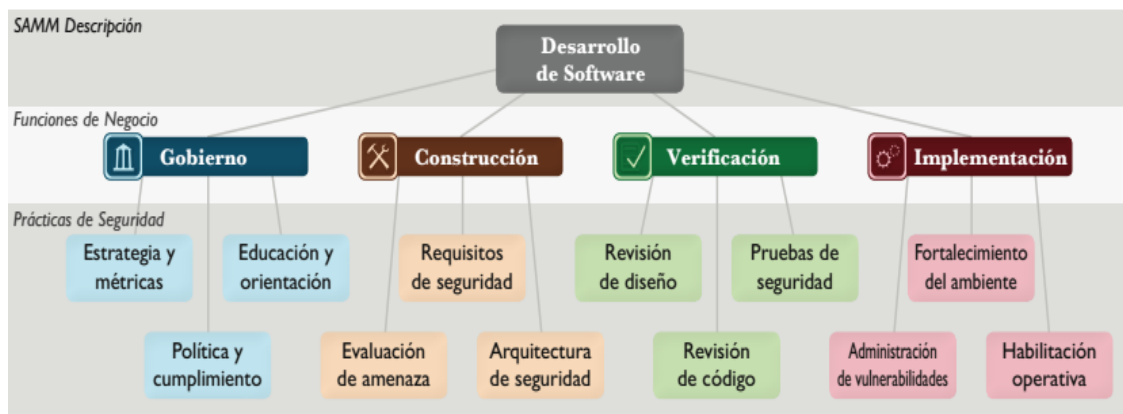 SAMM Descripción
Desarrollo
de Software
Funciones de Negocio
Gobierno
Construcción
Verificación
Implementación
Prácticas de Seguridad
Estrategia y
métricas
Educación y
orientación
Requisitos
de seguridad
Revisión
de diseño
Pruebas de
seguridad
Fortalecimiento
del ambiente
Política y
cumplimiento
Evaluación
de amenaza
Arquitectura
de seguridad
Revisión
de código
Administración
de vulnerabilidades
Habilitación
operativa